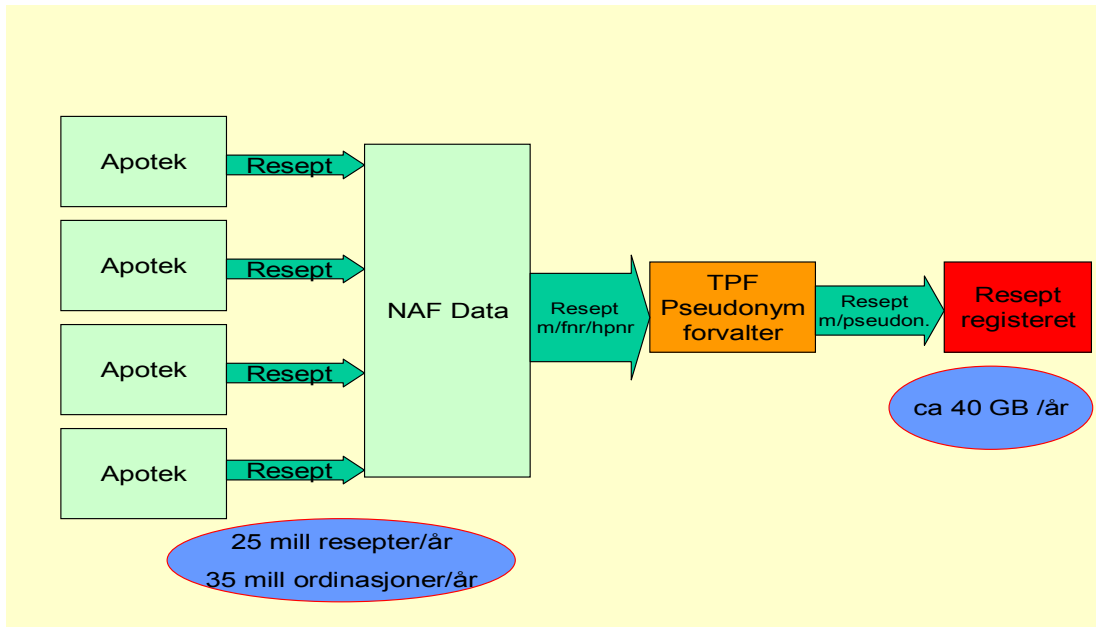 Apotek
Resept
Apotek
Resept
Apotek
Resept
Apotek
Resept
NAF Data
Resept
m/fnr/hpnr
TPF
Pseudonym
forvalter
Resept
m/pseudon.
Resept
registeret
ca 40 GB /år
25 mill resepter/år
35 mill ordinasjoner/år